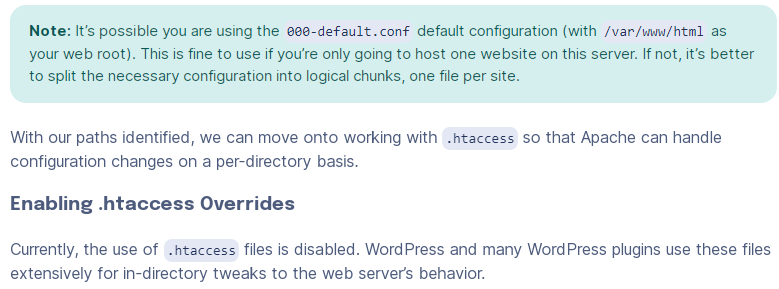 Note: It's possible you are using the 000-default.conf default configuration (with /var/www/html as
your web root). This is fine to use if you're only going to host one website on this server. If not, it's better
to split the necessary configuration into logical chunks, one file per site.
With our paths identified, we can move onto working with .htaccess so that Apache can handle
configuration changes on a per-directory basis.
Enabling .htaccess Overrides
Currently, the use of .htaccess files is disabled. WordPress and many WordPress plugins use these files
extensively for in-directory tweaks to the web server's behavior.